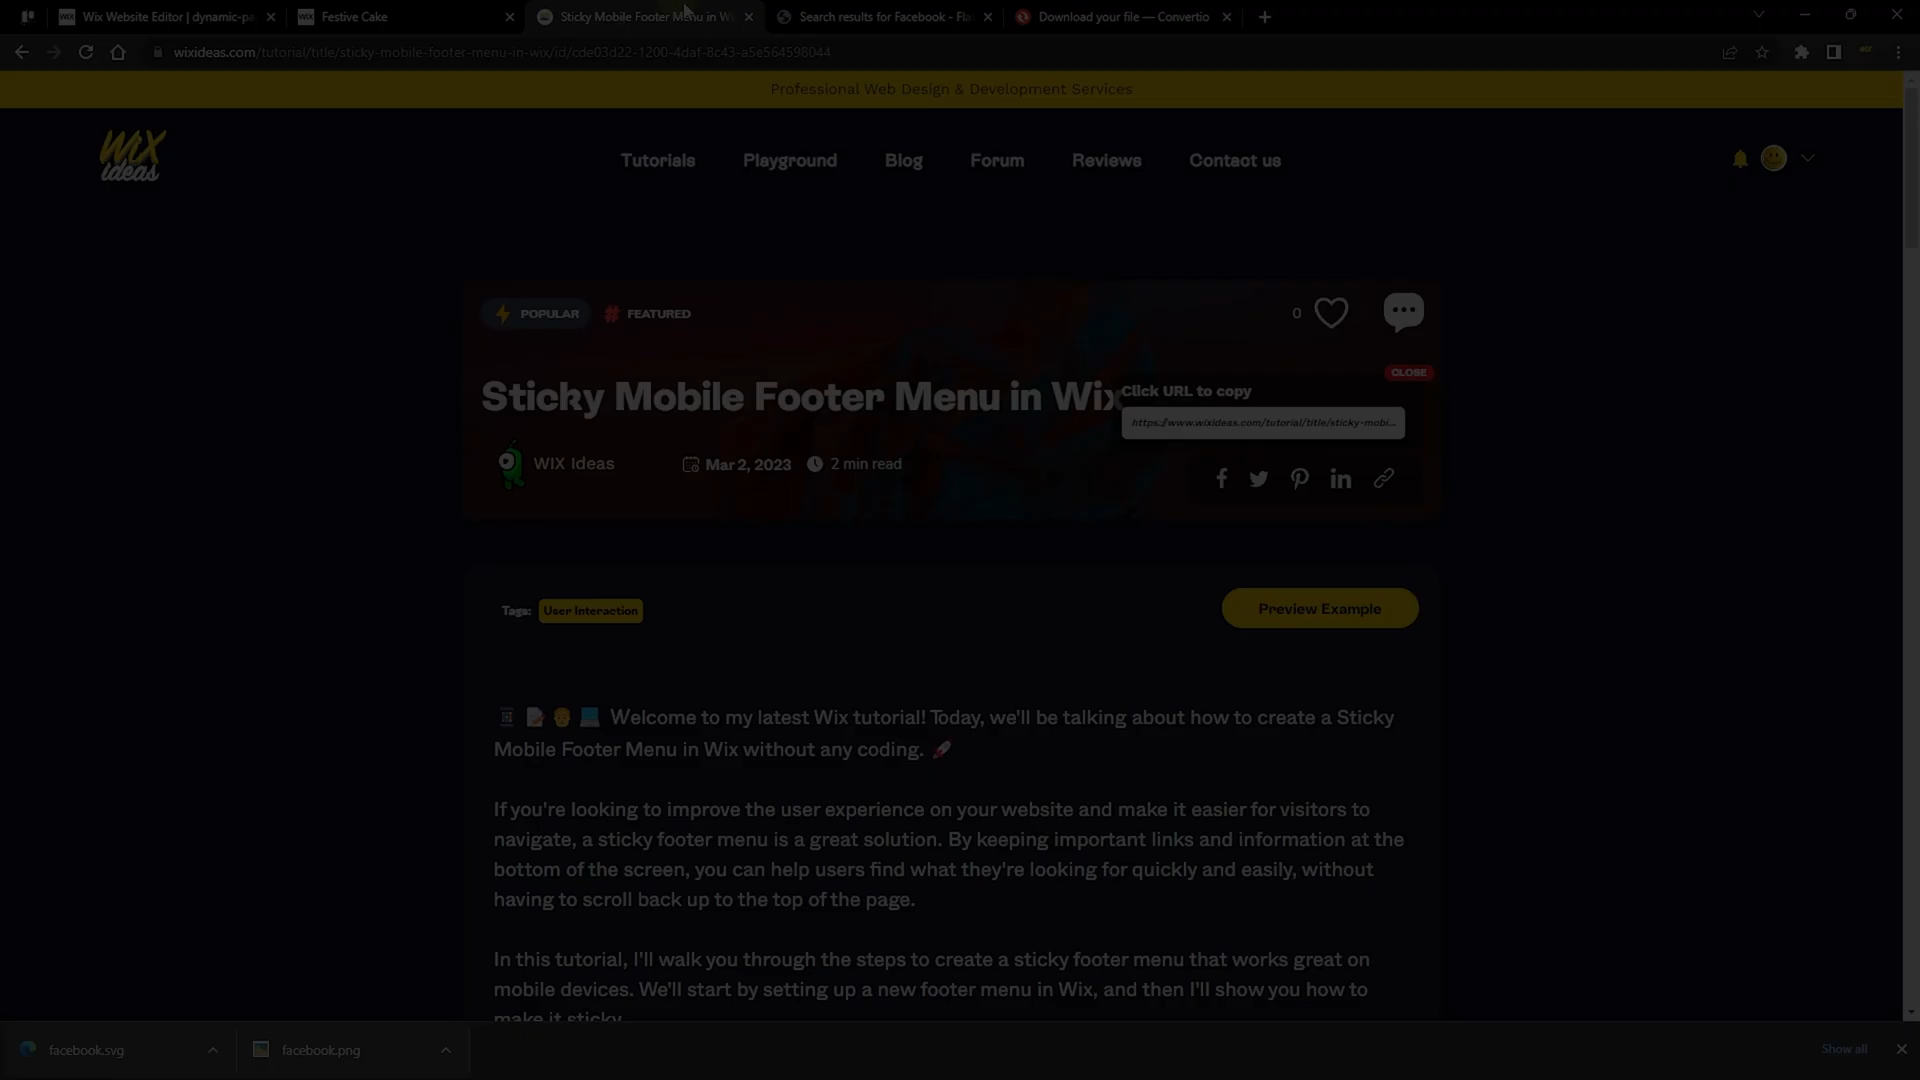 Wix Website Editor | dynamic-pa
Festive Cake
Sticky Mobile Footer Menu in W
Search results for Facebook - Fla
Download your file — Convertio
wixideas.com/tutorial/title/sticky-mobile-footer-menu-in-wix/id/cde03d22-1200-4daf-8c43-a5e564598044
Professional Web Design & Development Services
WiX
ideas
Tutorials
Playground
Blog
Forum
Reviews
Contact us
POPULAR
FEATURED
0
CLOSE
Sticky Mobile Footer Menu in Wix
Click URL to copy
https://www.wixideas.com/tutorial/title/sticky-mobi...
WIX Ideas
Mar 2, 2023
2 min read
Tags:
User Interaction
Preview Example
Welcome to my latest Wix tutorial! Today, we'll be talking about how to create a Sticky
Mobile Footer Menu in Wix without any coding.
If you're looking to improve the user experience on your website and make it easier for visitors to
navigate, a sticky footer menu is a great solution. By keeping important links and information at the
bottom of the screen, you can help users find what they're looking for quickly and easily, without
having to scroll back up to the top of the page.
In this tutorial, I'll walk you through the steps to create a sticky footer menu that works great on
mobile devices. We'll start by setting up a new footer menu in Wix, and then I'll show you how to
make it sticky
facebook.svg
facebook.png
Show all